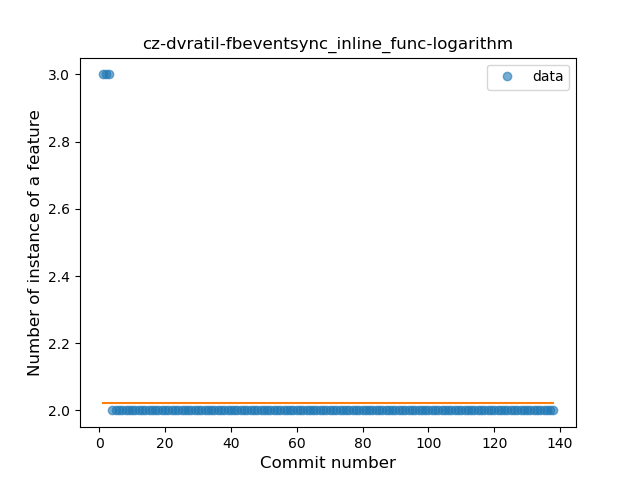 cz-dvratil-fbeventsync_inline_func-logarithm
data
Number of instance of a feature
3.0
2.8
2.6
2.4
2.2
2.0
0 20 40 60 80 100 120 140
Commit number